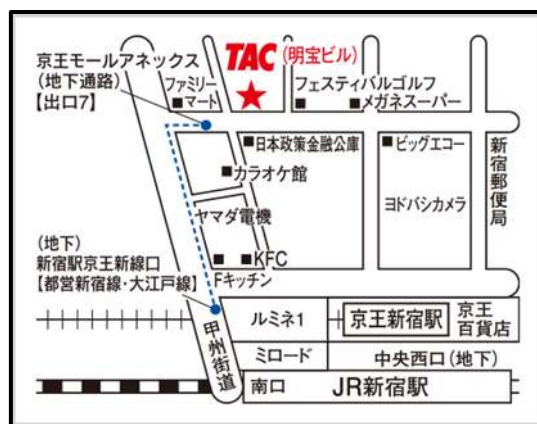 京王モールアネックス
(地下通路)
【出口7】
TAC(明宝ビル)
ファミリー
マート
フェスティバルゴルフ
メガネスーパー
日本政策金融公庫
ビッグエコー
カラオケ館
新宿郵便局
ヤマダ電機
ヨドバシカメラ
(地下)
新宿駅京王新線口
【都営新宿線・大江戸線】
KFC
Fキッチン
甲州街道
ルミネ1
京王新宿駅
京王
百貨店
ミロード
中央西口(地下)
南口
JR新宿駅